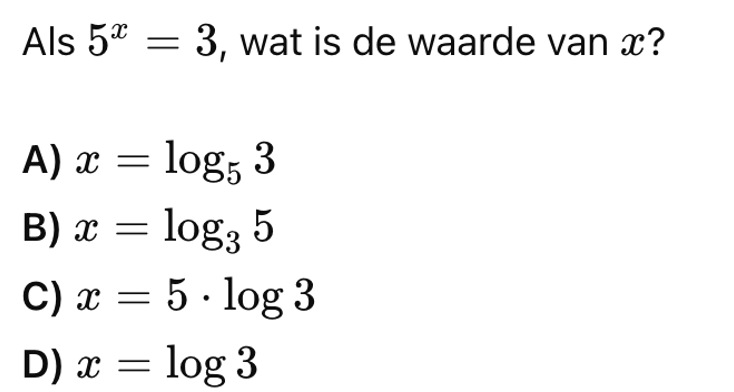 Als $5^x = 3$, wat is de waarde van $x$?
A) $x = \log_5 3$
B) $x = \log_3 5$
C) $x = 5 \cdot \log 3$
D) $x = \log 3$